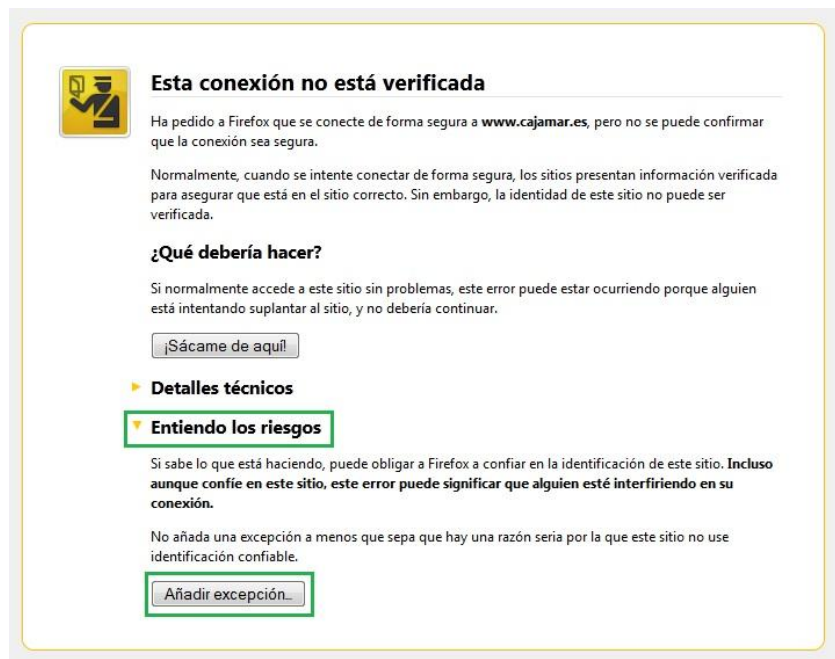 Esta conexión no está verificada
Ha pedido a Firefox que se conecte de forma segura a www.cajamar.es, pero no se puede confirmar
que la conexión sea segura.
Normalmente, cuando se intente conectar de forma segura, los sitios presentan información verificada
para asegurar que está en el sitio correcto. Sin embargo, la identidad de este sitio no puede ser
verificada.
¿Qué debería hacer?
Si normalmente accede a este sitio sin problemas, este error puede estar ocurriendo porque alguien
está intentando suplantar al sitio, y no debería continuar.
¡Sácame de aquí!
Detalles técnicos
Entiendo los riesgos
Si sabe lo que está haciendo, puede obligar a Firefox a confiar en la identificación de este sitio. Incluso
aunque confíe en este sitio, este error puede significar que alguien esté interfiriendo en su
conexión.
No añada una excepción a menos que sepa que hay una razón seria por la que este sitio no use
identificación confiable.
Añadir excepción...